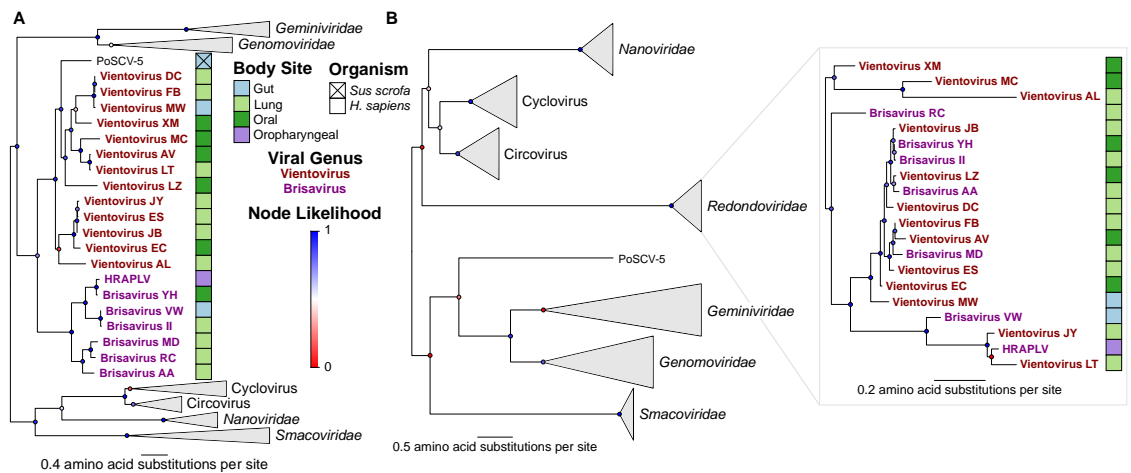 A
Geminiviridae
Genomoviridae
PoSCV-5
Vientovirus DC
Vientovirus FB
Vientovirus MW
Vientovirus XM
Vientovirus MC
Vientovirus AV
Vientovirus LT
Vientovirus LZ
Vientovirus JY
Vientovirus ES
Vientovirus JB
Vientovirus EC
Vientovirus AL
HRAPLV
Brisavirus YH
Brisavirus VW
Brisavirus II
Brisavirus MD
Brisavirus RC
Brisavirus AA
Cyclovirus
Circovirus
Nanoviridae
Smacoviridae
0.4 amino acid substitutions per site
Body Site
Gut
Lung
Oral
Oropharyngeal
Organism
Sus scrofa
H. sapiens
Viral Genus
Vientovirus
Brisavirus
Node Likelihood
1
0
B
Nanoviridae
Cyclovirus
Circovirus
Redondoviridae
PoSCV-5
Geminiviridae
Genomoviridae
Smacoviridae
0.5 amino acid substitutions per site
Vientovirus XM
Vientovirus MC
Vientovirus AL
Brisavirus RC
Vientovirus JB
Brisavirus YH
Brisavirus II
Vientovirus LZ
Brisavirus AA
Vientovirus DC
Vientovirus FB
Vientovirus AV
Brisavirus MD
Vientovirus ES
Vientovirus EC
Vientovirus MW
Brisavirus VW
Vientovirus JY
HRAPLV
Vientovirus LT
0.2 amino acid substitutions per site